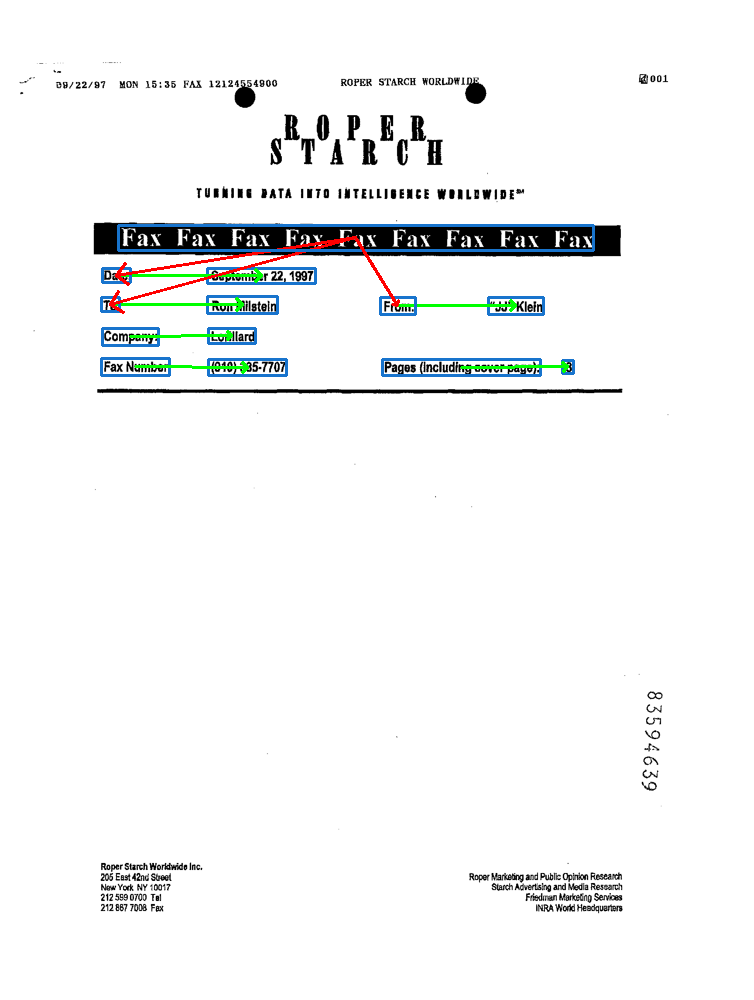 09/22/97 MON 15:35 FAX 12124554900 ROPER STARCH WORLDWIDE 001
ROPER
STARCH
TURNING DATA INTO INTELLIGENCE WORLDWIDE℠
Fax Fax Fax Fax Fax Fax Fax Fax Fax
Date: September 22, 1997
To: Ron Milstein From: "JJ" Klein
Company: Lorillard
Fax Number: 335-7707 Pages (including cover page): 3
83594639
Roper Starch Worldwide Inc.
205 East 42nd Street
New York NY 10017
212 599 0700 Tel
212 867 7008 Fax
Roper Marketing and Public Opinion Research
Starch Advertising and Media Research
Friedman Marketing Services
INRA World Headquarters